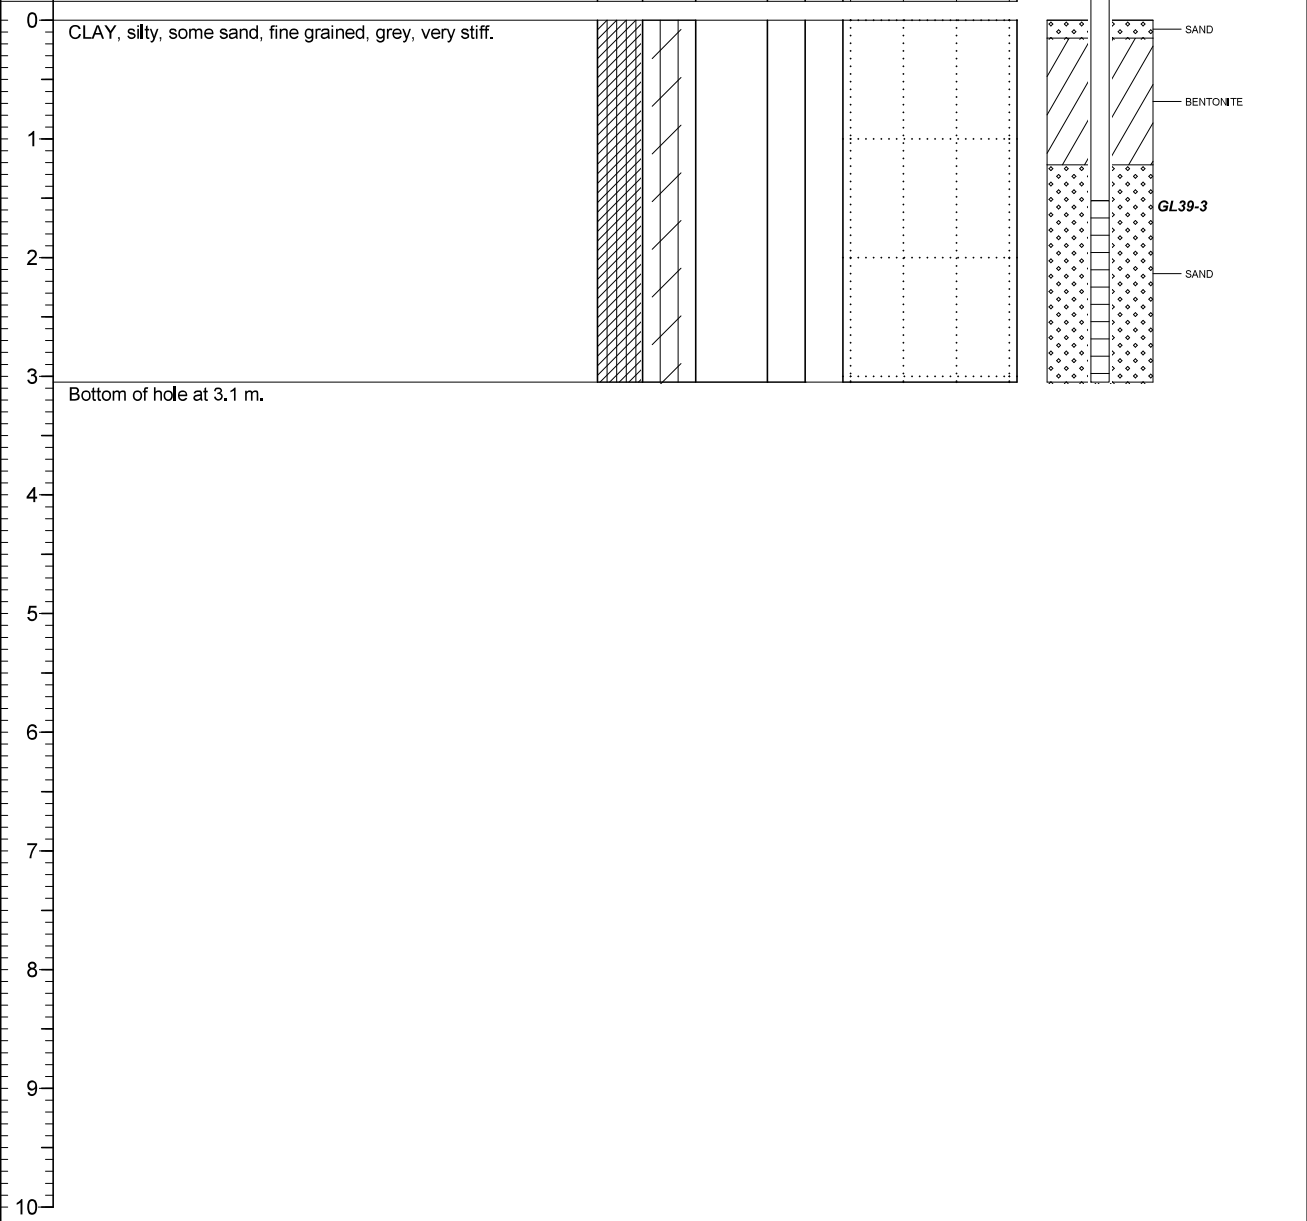 0
CLAY, silty, some sand, fine grained, grey, very stiff.
SAND
BENTONITE
1
GL39-3
2
SAND
3
Bottom of hole at 3.1 m.
4
5
6
7
8
9
10